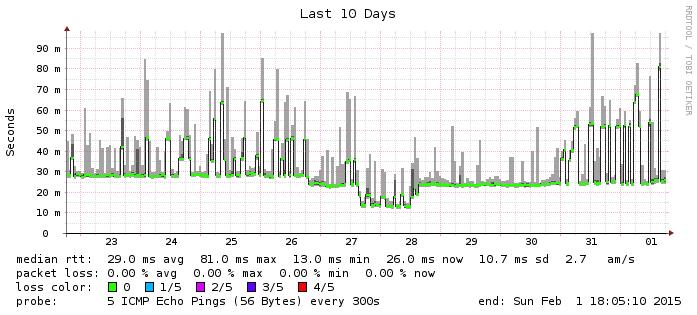 Last 10 Days
RRDTOOL / TOBI OETIKER
Seconds
90 m
80 m
70 m
60 m
50 m
40 m
30 m
20 m
10 m
0
23 24 25 26 27 28 29 30 31 01
median rtt: 29.0 ms avg 81.0 ms max 13.0 ms min 26.0 ms now 10.7 ms sd 2.7 am/s
packet loss: 0.00 % avg 0.00 % max 0.00 % min 0.00 % now
loss color: 0 1/5 2/5 3/5 4/5
probe: 5 ICMP Echo Pings (56 Bytes) every 300s end: Sun Feb 1 18:05:10 2015